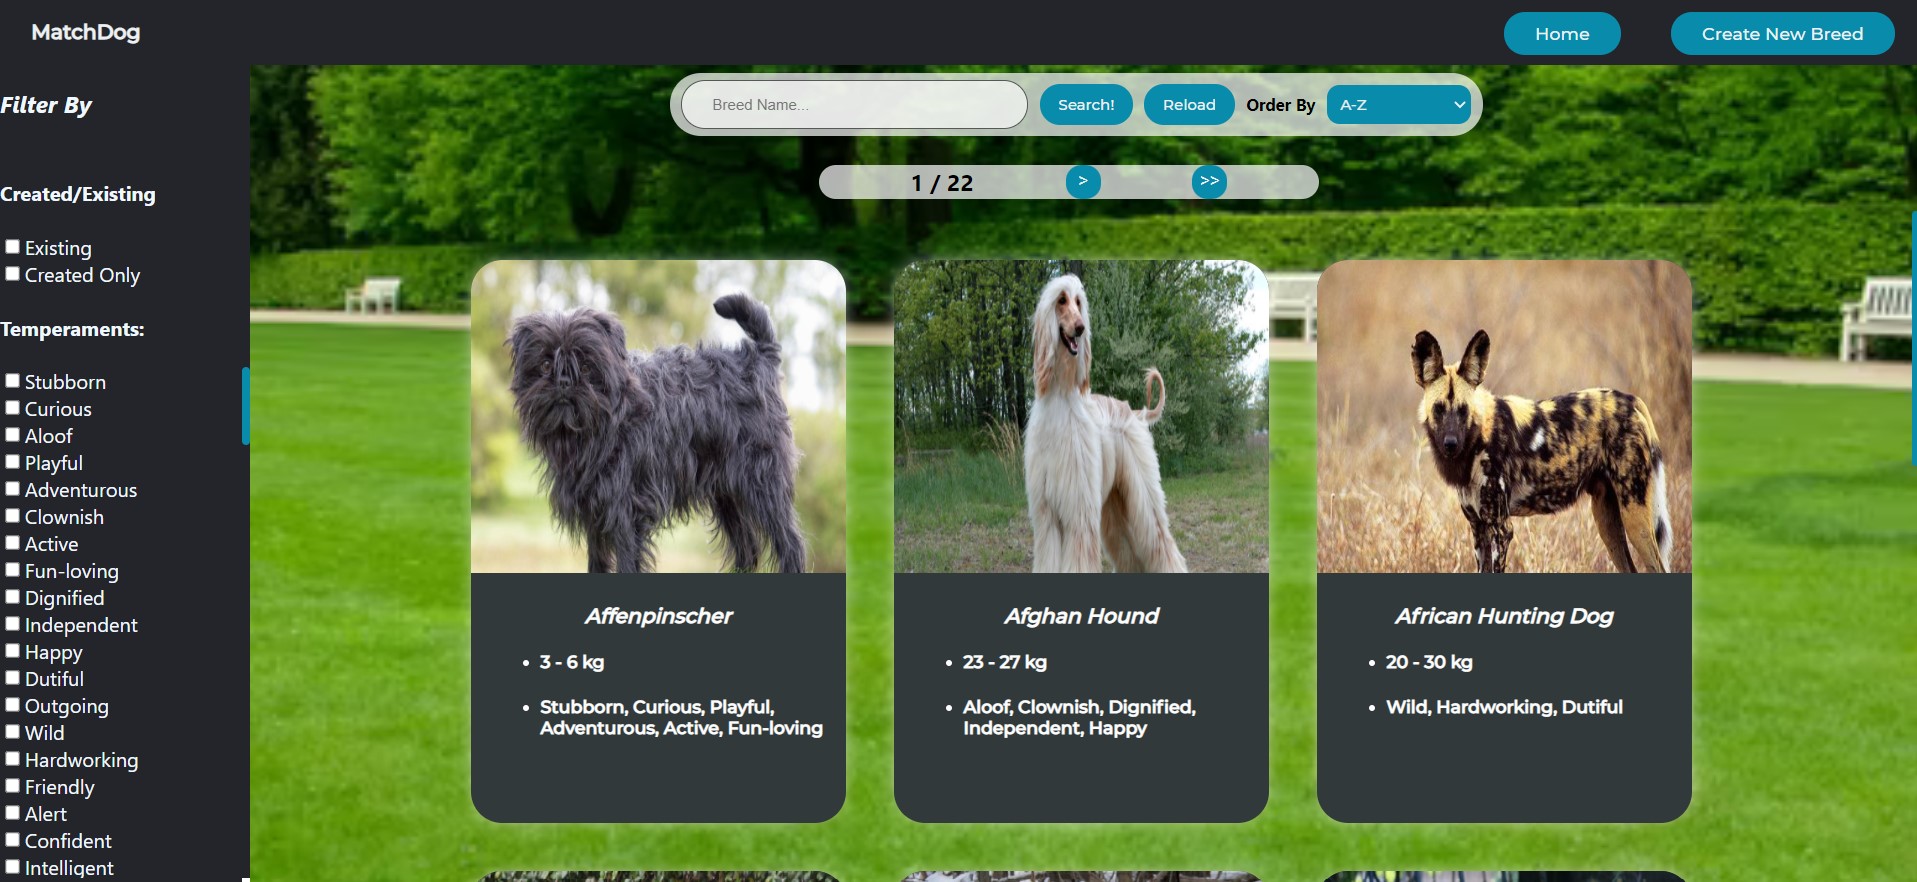 MatchDog
Home
Create New Breed
Filter By
Created/Existing
Existing
Created Only
Temperaments:
Stubborn
Curious
Aloof
Playful
Adventurous
Clownish
Active
Fun-loving
Dignified
Independent
Happy
Dutiful
Outgoing
Wild
Hardworking
Friendly
Alert
Confident
Intelligent
Breed Name...
Search!
Reload
Order By
A-Z
1 / 22
>
>>
Affenpinscher
• 3 - 6 kg
• Stubborn, Curious, Playful,
Adventurous, Active, Fun-loving
Afghan Hound
• 23 - 27 kg
• Aloof, Clownish, Dignified,
Independent, Happy
African Hunting Dog
• 20 - 30 kg
• Wild, Hardworking, Dutiful